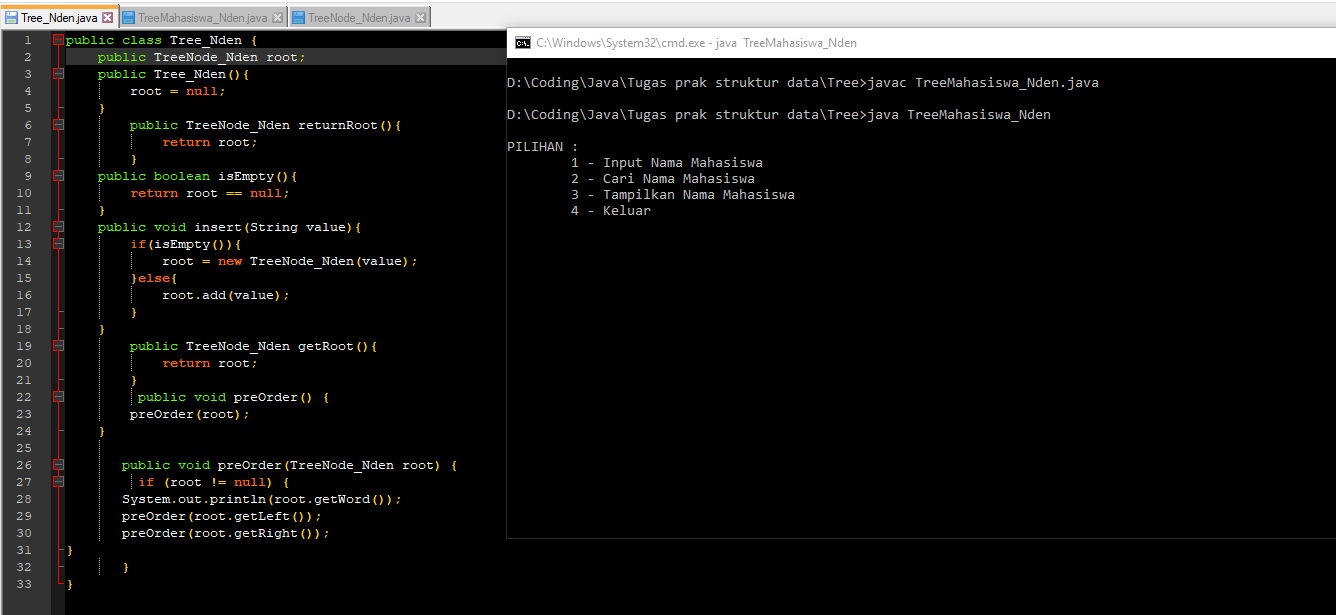 Tree_Nden.java TreeMahasiswa_Nden.java TreeNode_Nden.java
1 public class Tree_Nden {
2 public TreeNode_Nden root;
3 public Tree_Nden(){
4 root = null;
5 }
6 public TreeNode_Nden returnRoot(){
7 return root;
8 }
9 public boolean isEmpty(){
10 return root == null;
11 }
12 public void insert(String value){
13 if(isEmpty()){
14 root = new TreeNode_Nden(value);
15 }else{
16 root.add(value);
17 }
18 }
19 public TreeNode_Nden getRoot(){
20 return root;
21 }
22 public void preOrder() {
23 preOrder(root);
24 }
25
26 public void preOrder(TreeNode_Nden root) {
27 if (root != null) {
28 System.out.println(root.getWord());
29 preOrder(root.getLeft());
30 preOrder(root.getRight());
31 }
32 }
33 }
C:\Windows\System32\cmd.exe - java TreeMahasiswa_Nden
D:\Coding\Java\Tugas prak struktur data\Tree>javac TreeMahasiswa_Nden.java
D:\Coding\Java\Tugas prak struktur data\Tree>java TreeMahasiswa_Nden
PILIHAN :
1 - Input Nama Mahasiswa
2 - Cari Nama Mahasiswa
3 - Tampilkan Nama Mahasiswa
4 - Keluar